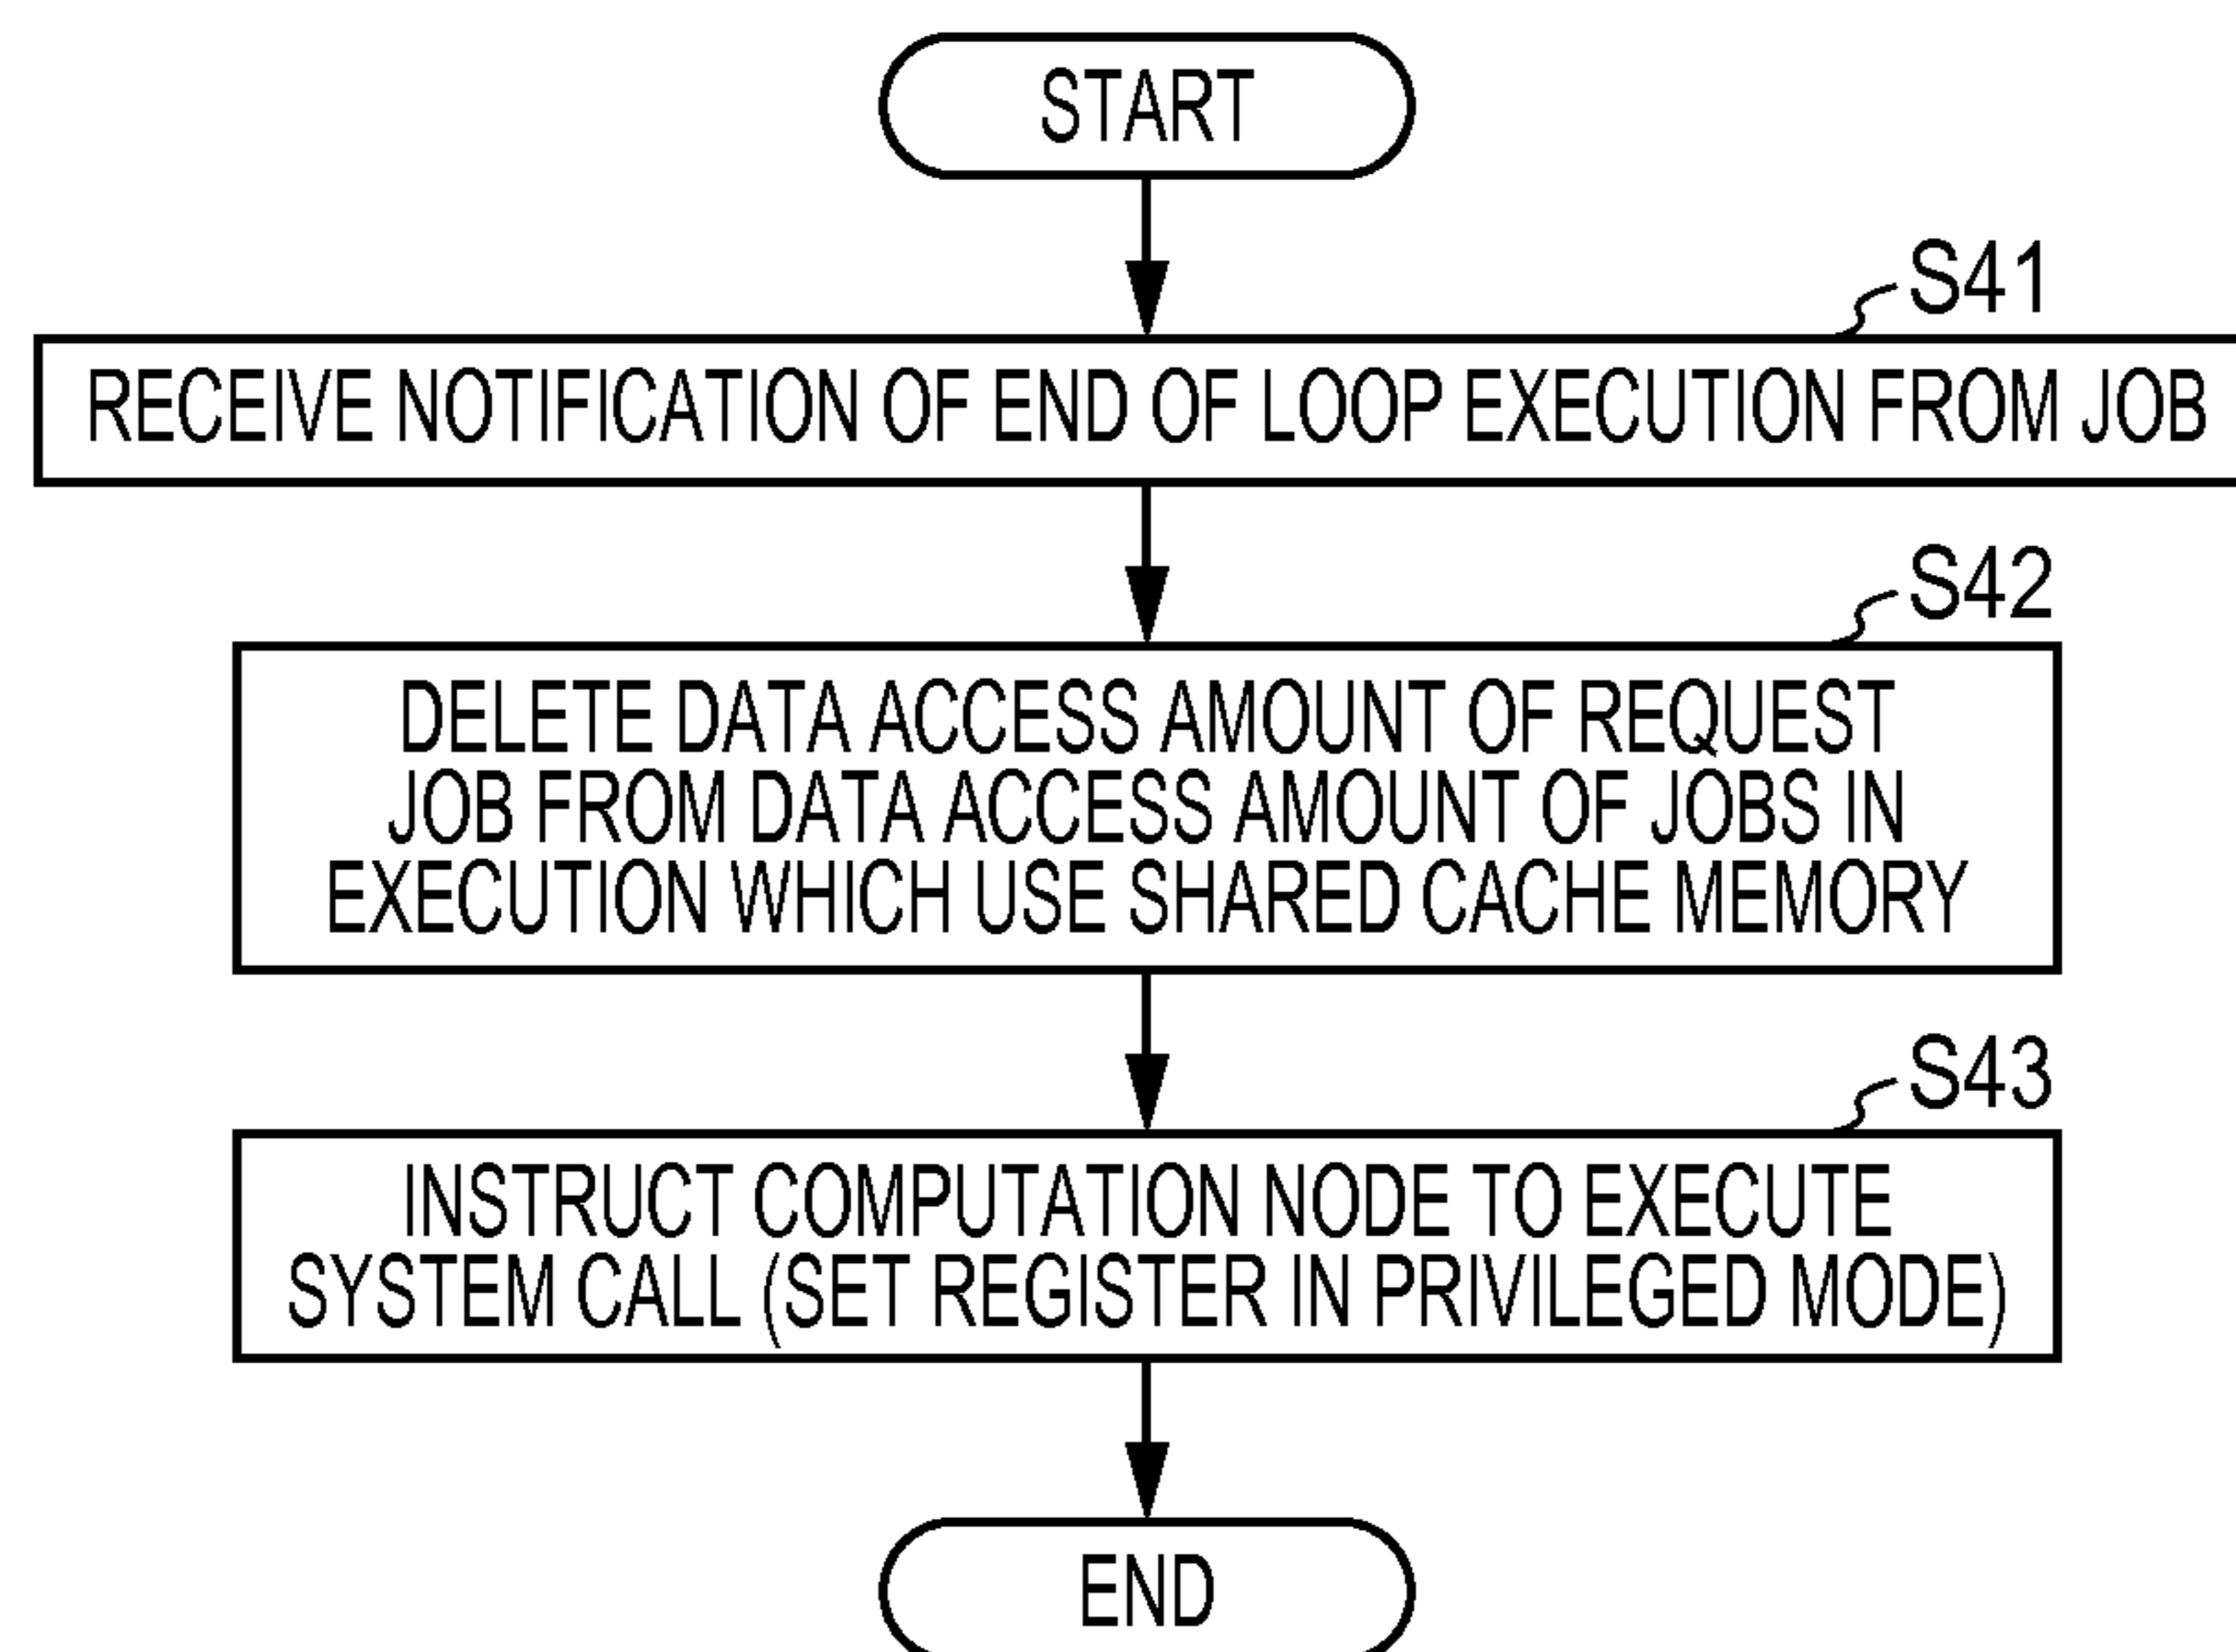 START
S41
RECEIVE NOTIFICATION OF END OF LOOP EXECUTION FROM JOB
S42
DELETE DATA ACCESS AMOUNT OF REQUEST
JOB FROM DATA ACCESS AMOUNT OF JOBS IN
EXECUTION WHICH USE SHARED CACHE MEMORY
S43
INSTRUCT COMPUTATION NODE TO EXECUTE
SYSTEM CALL (SET REGISTER IN PRIVILEGED MODE)
END